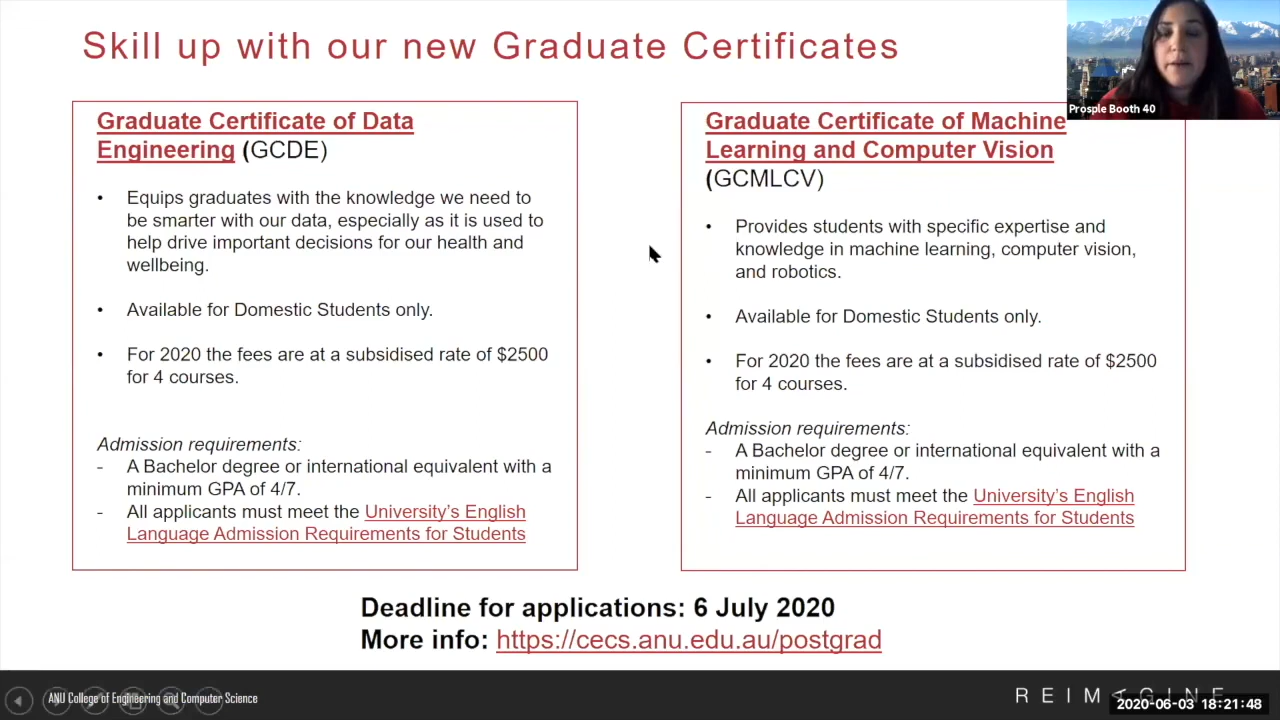 Skill up with our new Graduate Certificates
Prosple Booth 40
Graduate Certificate of Data
Engineering (GCDE)
• Equips graduates with the knowledge we need to
be smarter with our data, especially as it is used to
help drive important decisions for our health and
wellbeing.
• Available for Domestic Students only.
• For 2020 the fees are at a subsidised rate of $2500
for 4 courses.
Admission requirements:
- A Bachelor degree or international equivalent with a
minimum GPA of 4/7.
- All applicants must meet the University's English
Language Admission Requirements for Students
Graduate Certificate of Machine
Learning and Computer Vision
(GCMLCV)
• Provides students with specific expertise and
knowledge in machine learning, computer vision,
and robotics.
• Available for Domestic Students only.
• For 2020 the fees are at a subsidised rate of $2500
for 4 courses.
Admission requirements:
- A Bachelor degree or international equivalent with a
minimum GPA of 4/7.
- All applicants must meet the University's English
Language Admission Requirements for Students
Deadline for applications: 6 July 2020
More info: https://cecs.anu.edu.au/postgrad
ANU College of Engineering and Computer Science
REIMAGINE
2020-06-03 18:21:48